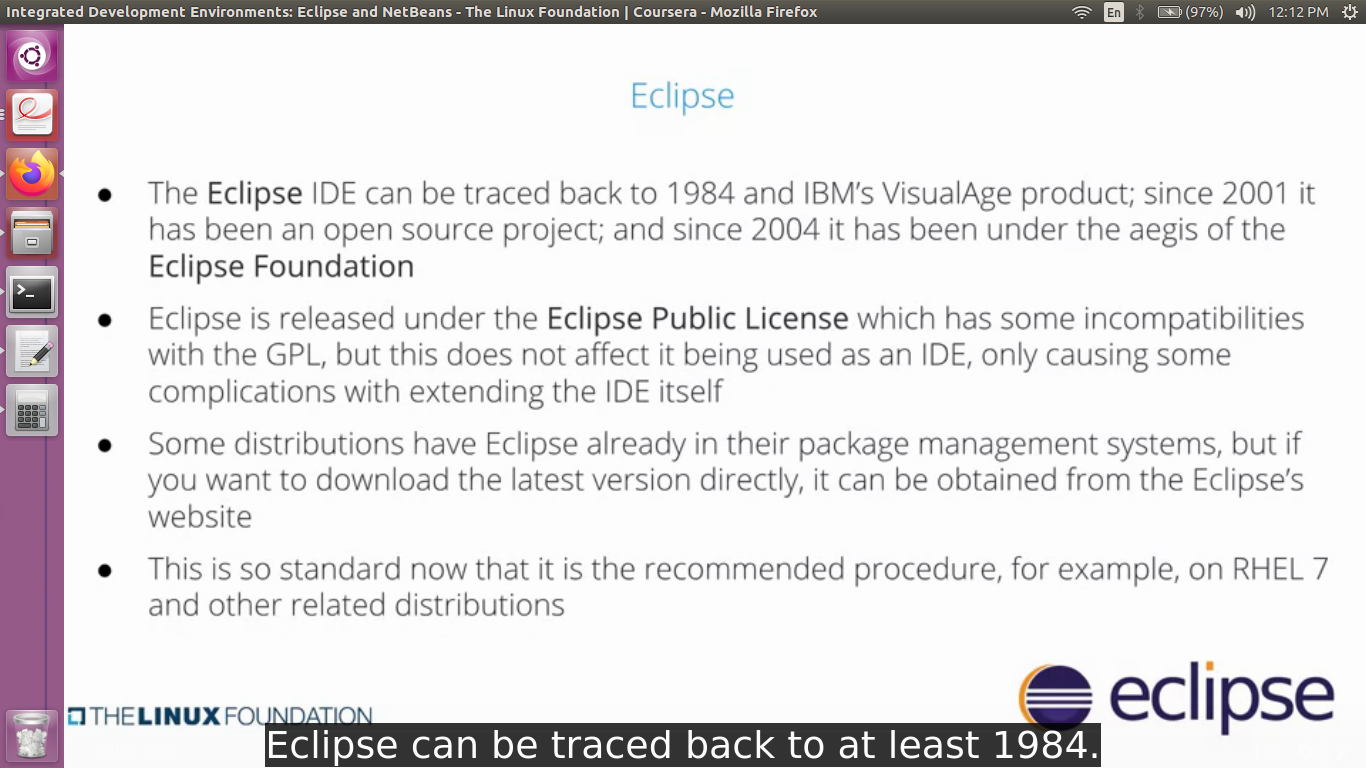 Integrated Development Environments: Eclipse and NetBeans - The Linux Foundation | Coursera - Mozilla Firefox
En
(97%)
12:12 PM
Eclipse
● The Eclipse IDE can be traced back to 1984 and IBM's VisualAge product; since 2001 it
has been an open source project; and since 2004 it has been under the aegis of the
Eclipse Foundation
● Eclipse is released under the Eclipse Public License which has some incompatibilities
with the GPL, but this does not affect it being used as an IDE, only causing some
complications with extending the IDE itself
● Some distributions have Eclipse already in their package management systems, but if
you want to download the latest version directly, it can be obtained from the Eclipse's
website
● This is so standard now that it is the recommended procedure, for example, on RHEL 7
and other related distributions
THE LINUX FOUNDATION
eclipse
Eclipse can be traced back to at least 1984.